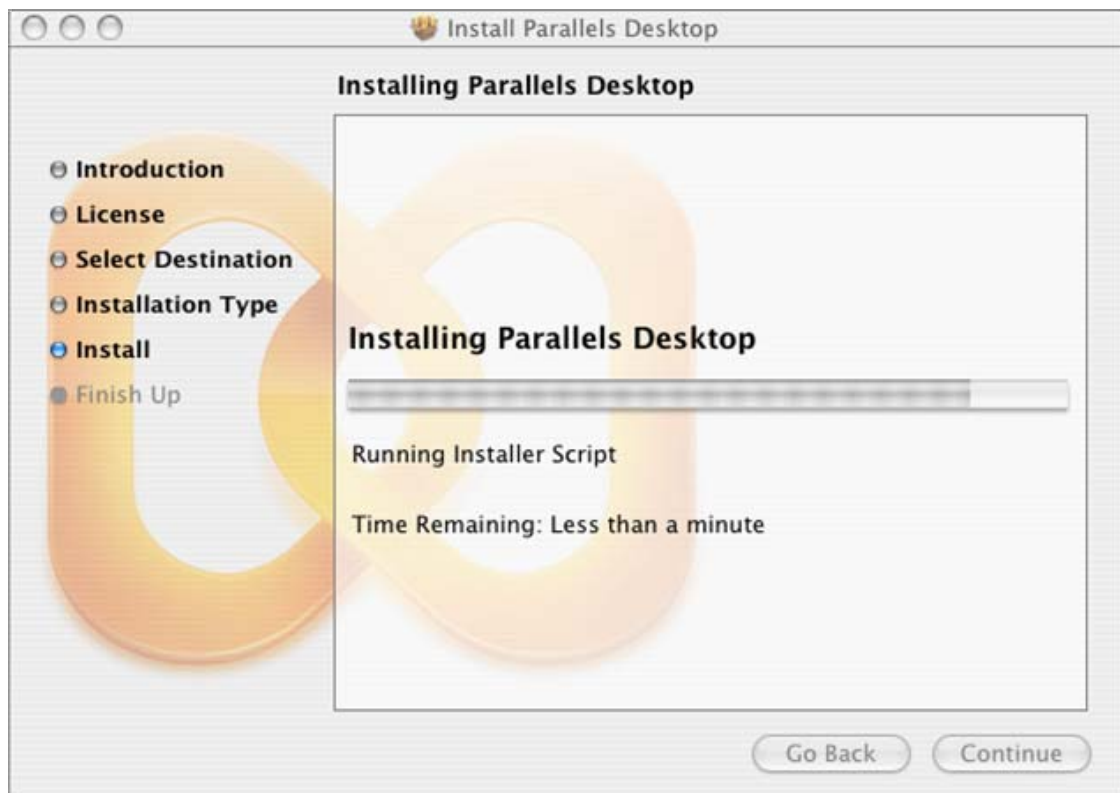 Install Parallels Desktop
Installing Parallels Desktop
Introduction
License
Select Destination
Installation Type
Install
Finish Up
Installing Parallels Desktop
Running Installer Script
Time Remaining: Less than a minute
Go Back
Continue